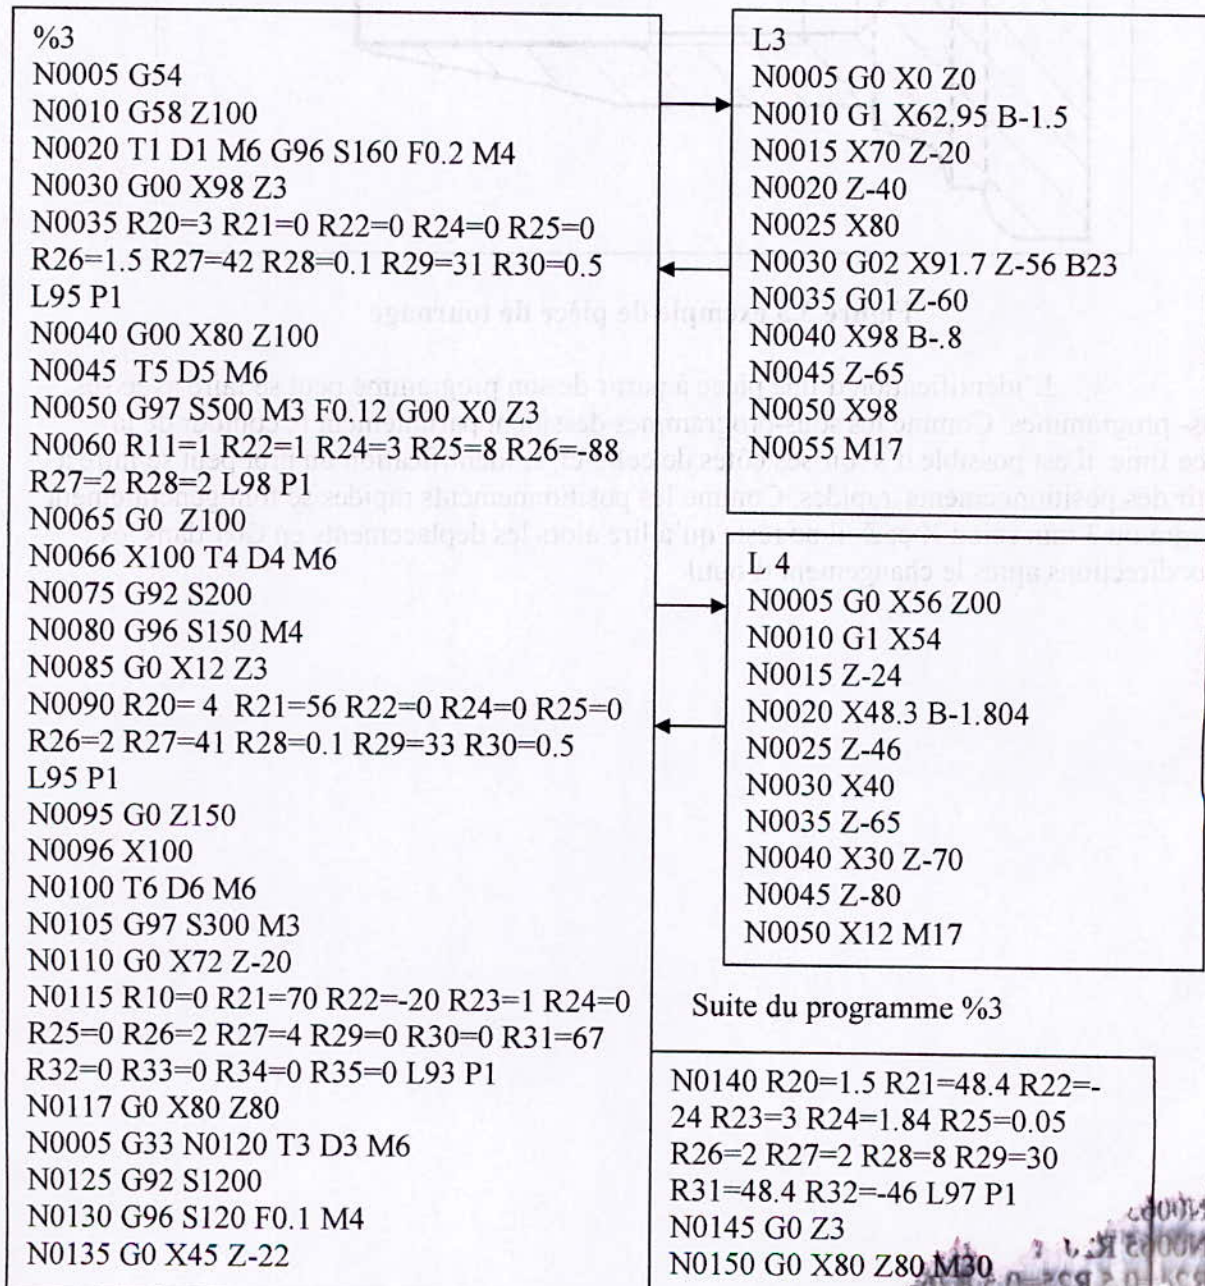 %3
N0005 G54
N0010 G58 Z100
N0020 T1 D1 M6 G96 S160 F0.2 M4
N0030 G00 X98 Z3
N0035 R20=3 R21=0 R22=0 R24=0 R25=0
R26=1.5 R27=42 R28=0.1 R29=31 R30=0.5
L95 P1
N0040 G00 X80 Z100
N0045 T5 D5 M6
N0050 G97 S500 M3 F0.12 G00 X0 Z3
N0060 R11=1 R22=1 R24=3 R25=8 R26=-88
R27=2 R28=2 L98 P1
N0065 G0 Z100
N0066 X100 T4 D4 M6
N0075 G92 S200
N0080 G96 S150 M4
N0085 G0 X12 Z3
N0090 R20= 4 R21=56 R22=0 R24=0 R25=0
R26=2 R27=41 R28=0.1 R29=33 R30=0.5
L95 P1
N0095 G0 Z150
N0096 X100
N0100 T6 D6 M6
N0105 G97 S300 M3
N0110 G0 X72 Z-20
N0115 R10=0 R21=70 R22=-20 R23=1 R24=0
R25=0 R26=2 R27=4 R29=0 R30=0 R31=67
R32=0 R33=0 R34=0 R35=0 L93 P1
N0117 G0 X80 Z80
N0005 G33 N0120 T3 D3 M6
N0125 G92 S1200
N0130 G96 S120 F0.1 M4
N0135 G0 X45 Z-22
L3
N0005 G0 X0 Z0
N0010 G1 X62,95 B-1.5
N0015 X70 Z-20
N0020 Z-40
N0025 X80
N0030 G02 X91.7 Z-56 B23
N0035 G01 Z-60
N0040 X98 B-.8
N0045 Z-65
N0050 X98
N0055 M17
L 4
N0005 G0 X56 Z00
N0010 G1 X54
N0015 Z-24
N0020 X48.3 B-1.804
N0025 Z-46
N0030 X40
N0035 Z-65
N0040 X30 Z-70
N0045 Z-80
N0050 X12 M17
Suite du programme %3
N0140 R20=1.5 R21=48.4 R22=-
24 R23=3 R24=1.84 R25=0.05
R26=2 R27=2 R28=8 R29=30
R31=48.4 R32=-46 L97 P1
N0145 G0 Z3
N0150 G0 X80 Z80 M30